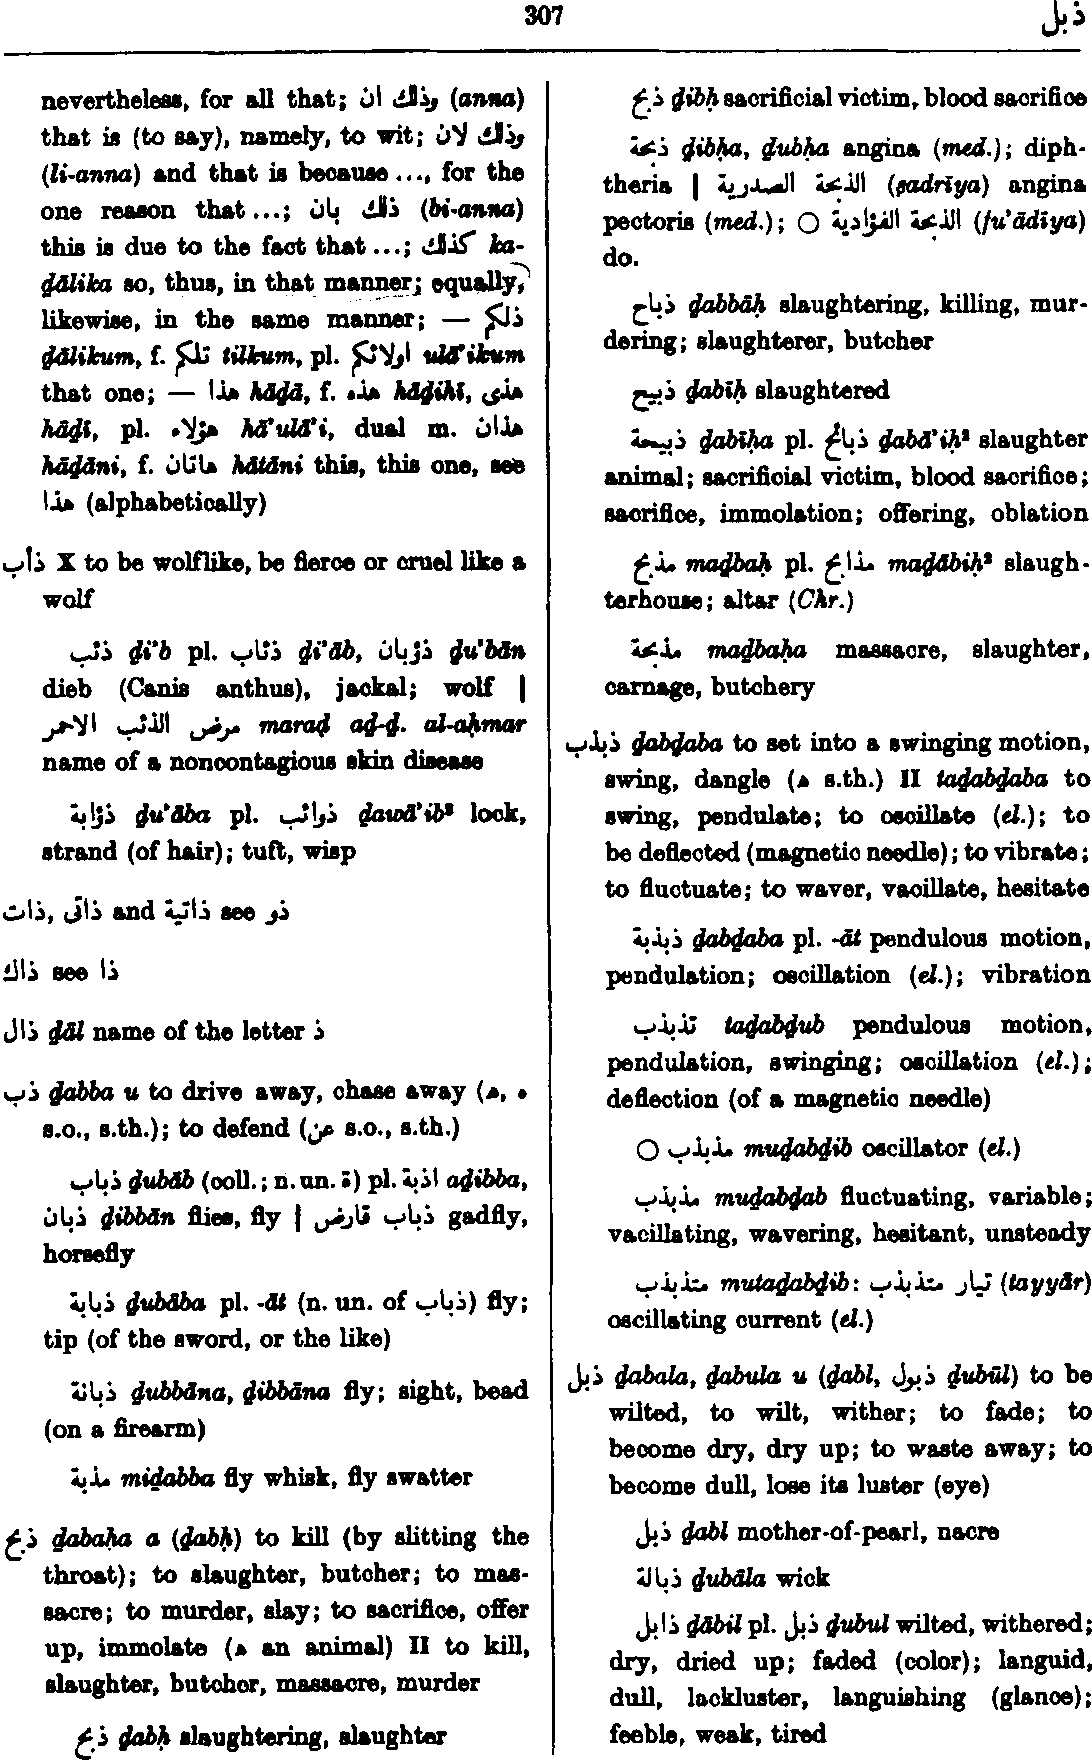 307
ذبل
nevertheless, for all that; وذلك ان (anna)
that is (to say), namely, to wit; وذلك لان
(li-anna) and that is because ..., for the
one reason that ...; ذلك بان (bi-anna)
this is due to the fact that ...; كذلك ka-
ḏālika so, thus, in that manner; equally,
likewise, in the same manner; — ذلكم
ḏālikum, f. تلكم tilkum, pl. اولائكم ulā'ikum
that one; — هذا hāḏā, f. هذه hāḏihī, هذى
hāḏī, pl. هؤلاء hā'ulā'i, dual m. هذان
hāḏāni, f. هاتان hātāni this, this one, see
هذا (alphabetically)
ذأب X to be wolflike, be fierce or cruel like a
wolf
ذئب ḏi'b pl. ذئاب ḏi'āb, ذؤبان ḏu'bān
dieb (Canis anthus), jackal; wolf |
مرض الذئب الاحمر maraḍ aḏ-ḏ. al-aḥmar
name of a noncontagious skin disease
ذؤابة ḏu'āba pl. ذوائب ḏawā'ib² lock,
strand (of hair); tuft, wisp
ذات, ذاتى and ذاتية see ذو
ذاك see ذا
ذال ḏāl name of the letter ذ
ذب ḏabba u to drive away, chase away (ه, ه
s.o., s.th.); to defend (عن s.o., s.th.)
ذباب ḏubāb (coll.; n. un. ة) pl. اذبة aḏibba,
ذبان ḏibbān flies, fly | ذباب قارض gadfly,
horsefly
ذبابة ḏubāba pl. -āt (n. un. of ذباب) fly;
tip (of the sword, or the like)
ذبانة ḏubbāna, ḏibbāna fly; sight, bead
(on a firearm)
مذبة miḏabba fly whisk, fly swatter
ذبح ḏabaḥa a (ḏabḥ) to kill (by slitting the
throat); to slaughter, butcher; to mas-
sacre; to murder, slay; to sacrifice, offer
up, immolate (ه an animal) II to kill,
slaughter, butcher, massacre, murder
ذبح ḏabḥ slaughtering, slaughter
ذبح ḏibḥ sacrificial victim, blood sacrifice
ذبحة ḏibḥa, ḏubḥa angina (med.); diph-
theria | الذبحة الصدرية (ṣadrīya) angina
pectoris (med.); ○ الذبحة الفؤادية (fu'ādīya)
do.
ذباح ḏabbāḥ slaughtering, killing, mur-
dering; slaughterer, butcher
ذبيح ḏabīḥ slaughtered
ذبيحة ḏabīḥa pl. ذبائح ḏabā'iḥ² slaughter
animal; sacrificial victim, blood sacrifice;
sacrifice, immolation; offering, oblation
مذبح maḏbaḥ pl. مذابح maḏābiḥ² slaugh-
terhouse; altar (Chr.)
مذبحة maḏbaḥa massacre, slaughter,
carnage, butchery
ذبذب ḏabḏaba to set into a swinging motion,
swing, dangle (ه s.th.) II taḏabḏaba to
swing, pendulate; to oscillate (el.); to
be deflected (magnetic needle); to vibrate;
to fluctuate; to waver, vacillate, hesitate
ذبذبة ḏabḏaba pl. -āt pendulous motion,
pendulation; oscillation (el.); vibration
تذبذب taḏabḏub pendulous motion,
pendulation, swinging; oscillation (el.);
deflection (of a magnetic needle)
○ مذبذب muḏabḏib oscillator (el.)
مذبذب muḏabḏab fluctuating, variable;
vacillating, wavering, hesitant, unsteady
متذبذب mutaḏabḏib: تيار متذبذب (tayyār)
oscillating current (el.)
ذبل ḏabala, ḏabula u (ḏabl, ذبول ḏubūl) to be
wilted, to wilt, wither; to fade; to
become dry, dry up; to waste away; to
become dull, lose its luster (eye)
ذبل ḏabl mother-of-pearl, nacre
ذبالة ḏubāla wick
ذابل ḏābil pl. ذبل ḏubul wilted, withered;
dry, dried up; faded (color); languid,
dull, lackluster, languishing (glance);
feeble, weak, tired